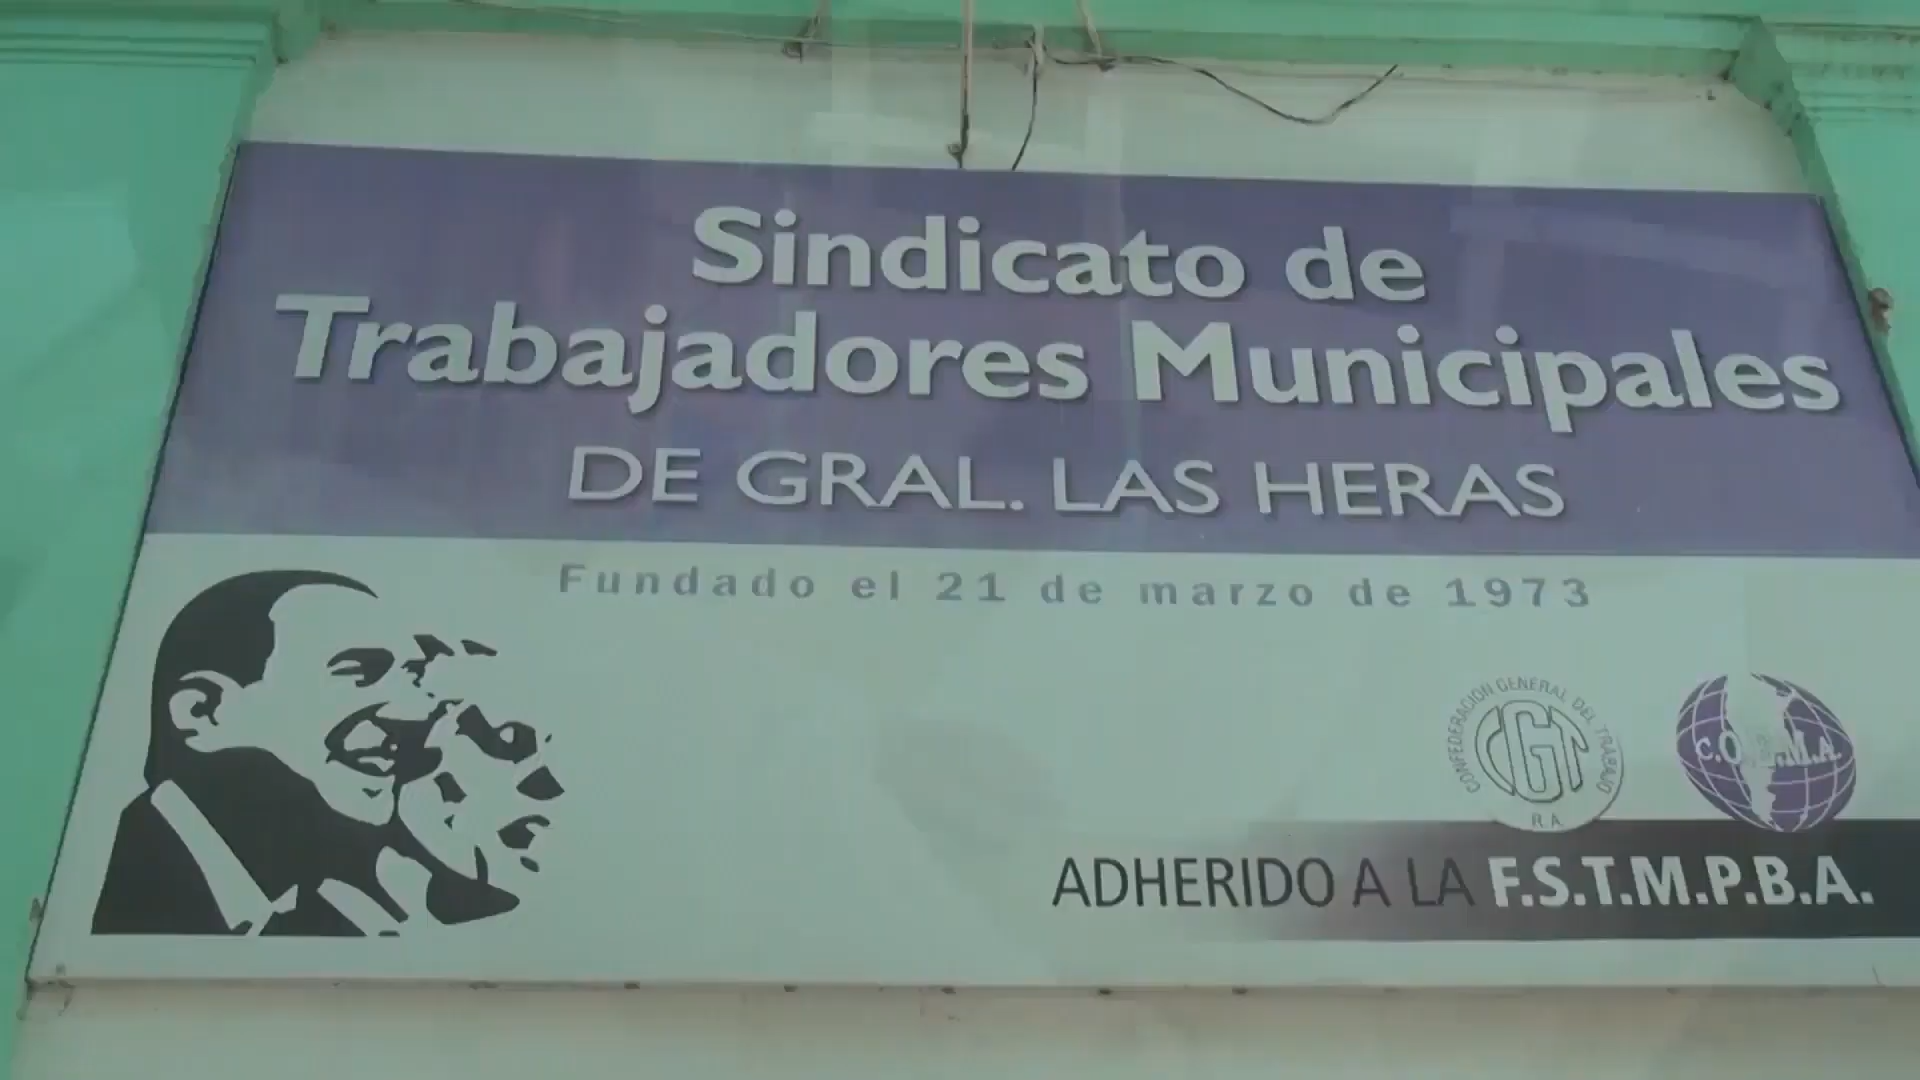 Sindicato de
Trabajadores Municipales
DE GRAL. LAS HERAS
Fundado el 21 de marzo de 1973
CONFEDERACION GENERAL DEL TRABAJO
CGT
R.A.
ADHERIDO A LA F.S.T.M.P.B.A.